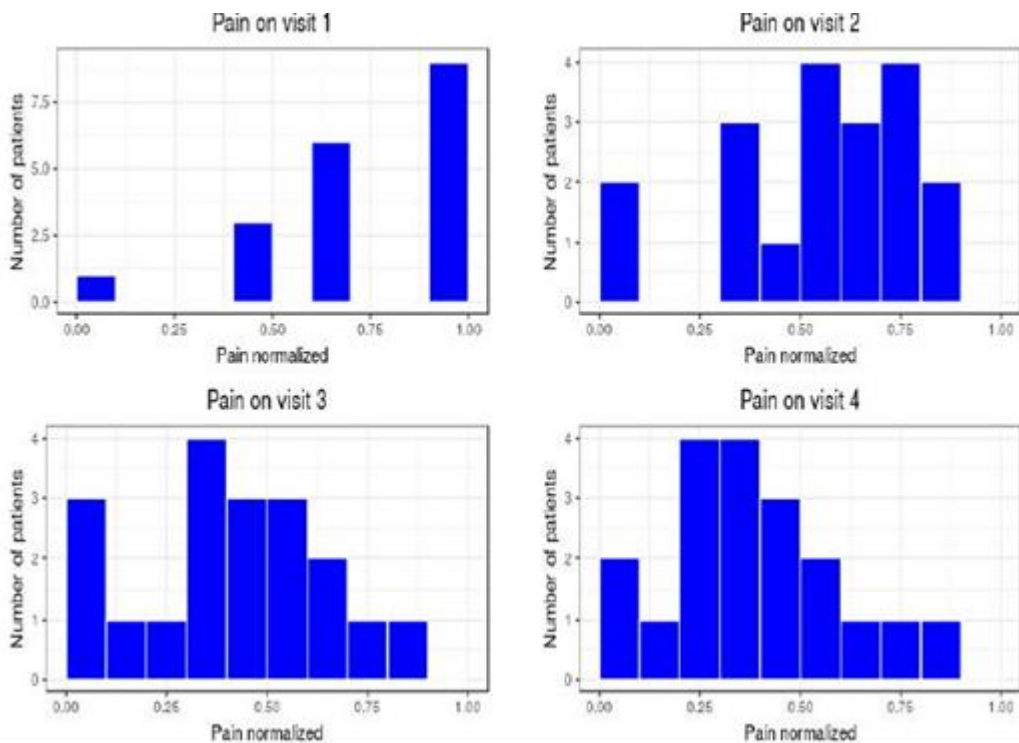 Pain on visit 1
Number of patients
7.5
5.0
2.5
0.0
0.00 0.25 0.50 0.75 1.00
Pain normalized
Pain on visit 2
Number of patients
4
3
2
1
0
0.00 0.25 0.50 0.75 1.00
Pain normalized
Pain on visit 3
Number of patients
4
3
2
1
0
0.00 0.25 0.50 0.75 1.00
Pain normalized
Pain on visit 4
Number of patients
4
3
2
1
0
0.00 0.25 0.50 0.75 1.00
Pain normalized